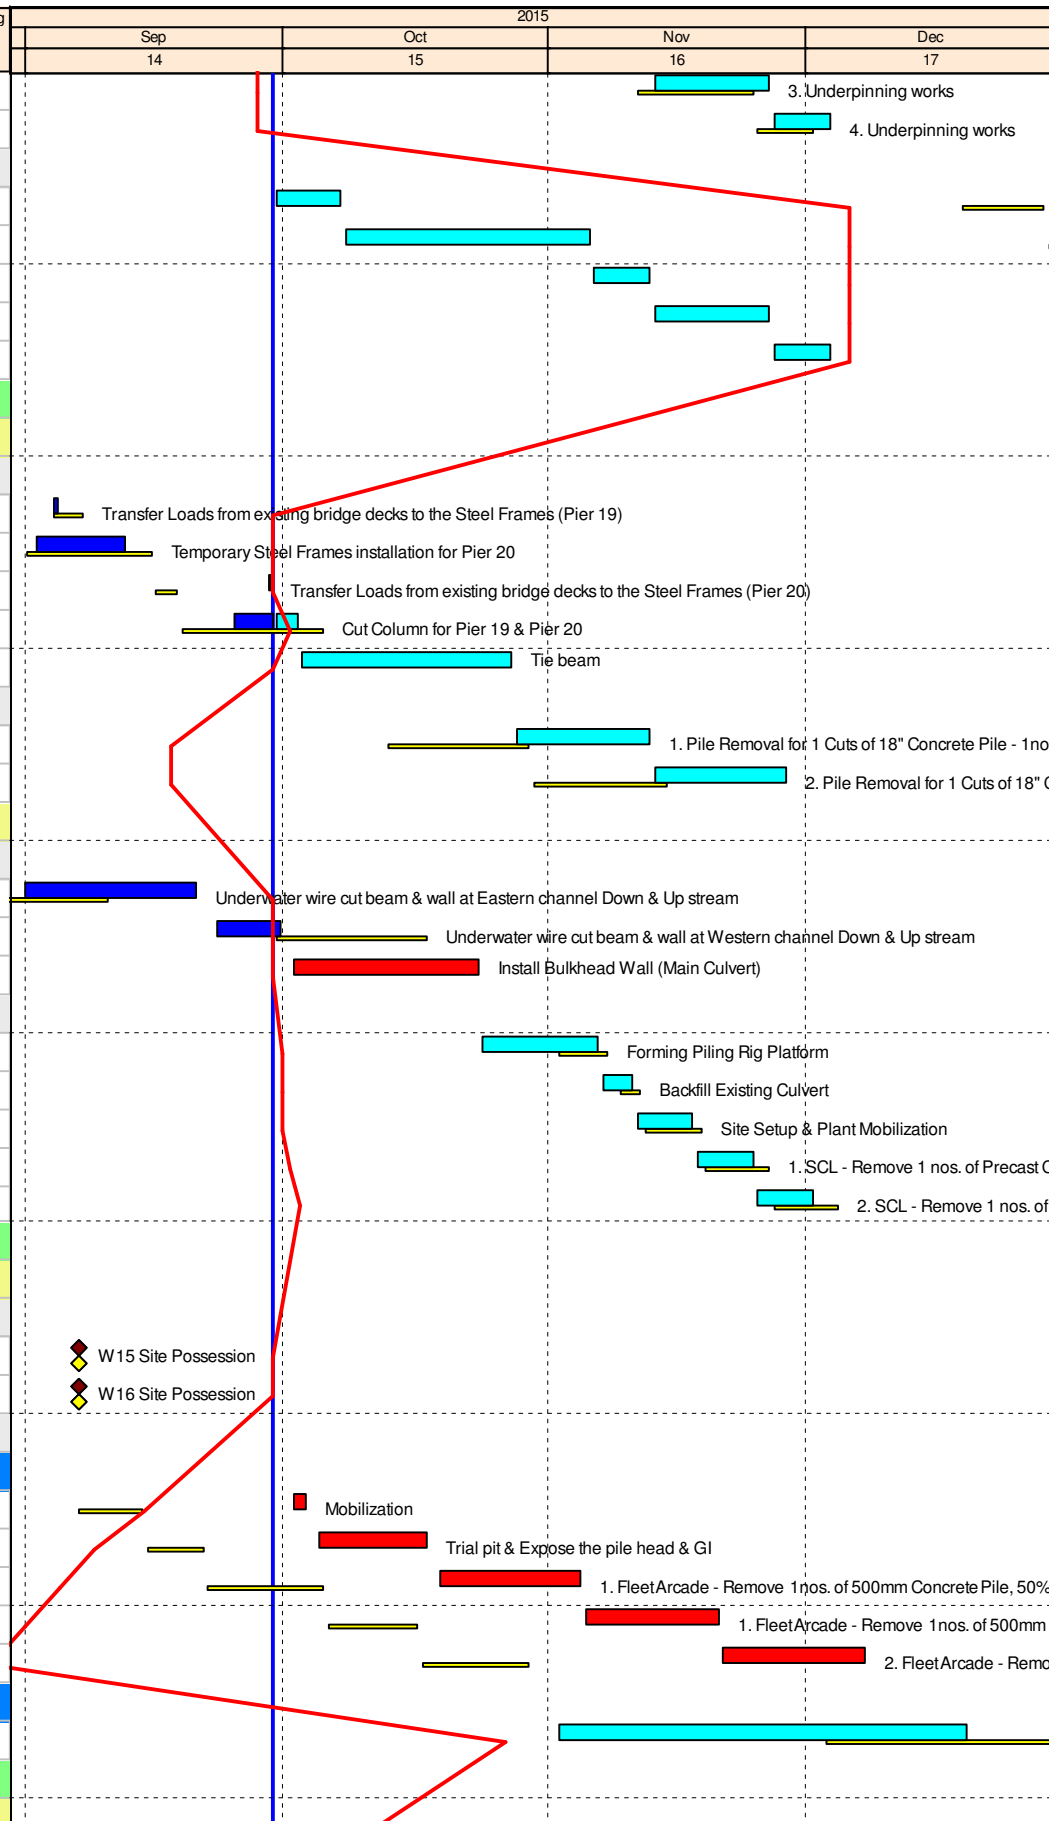 g
2015
Sep Oct Nov Dec
14 15 16 17
3. Underpinning works
4. Underpinning works
Transfer Loads from existing bridge decks to the Steel Frames (Pier 19)
Temporary Steel Frames installation for Pier 20
Transfer Loads from existing bridge decks to the Steel Frames (Pier 20)
Cut Column for Pier 19 & Pier 20
Tie beam
1. Pile Removal for 1 Cuts of 18" Concrete Pile - 1no
2. Pile Removal for 1 Cuts of 18" C
Underwater wire cut beam & wall at Eastern channel Down & Up stream
Underwater wire cut beam & wall at Western channel Down & Up stream
Install Bulkhead Wall (Main Culvert)
Forming Piling Rig Platform
Backfill Existing Culvert
Site Setup & Plant Mobilization
1. SCL - Remove 1 nos. of Precast C
2. SCL - Remove 1 nos. of
W15 Site Possession
W16 Site Possession
Mobilization
Trial pit & Expose the pile head & GI
1. Fleet Arcade - Remove 1nos. of 500mm Concrete Pile, 50%
1. Fleet Arcade - Remove 1nos. of 500mm
2. Fleet Arcade - Remo